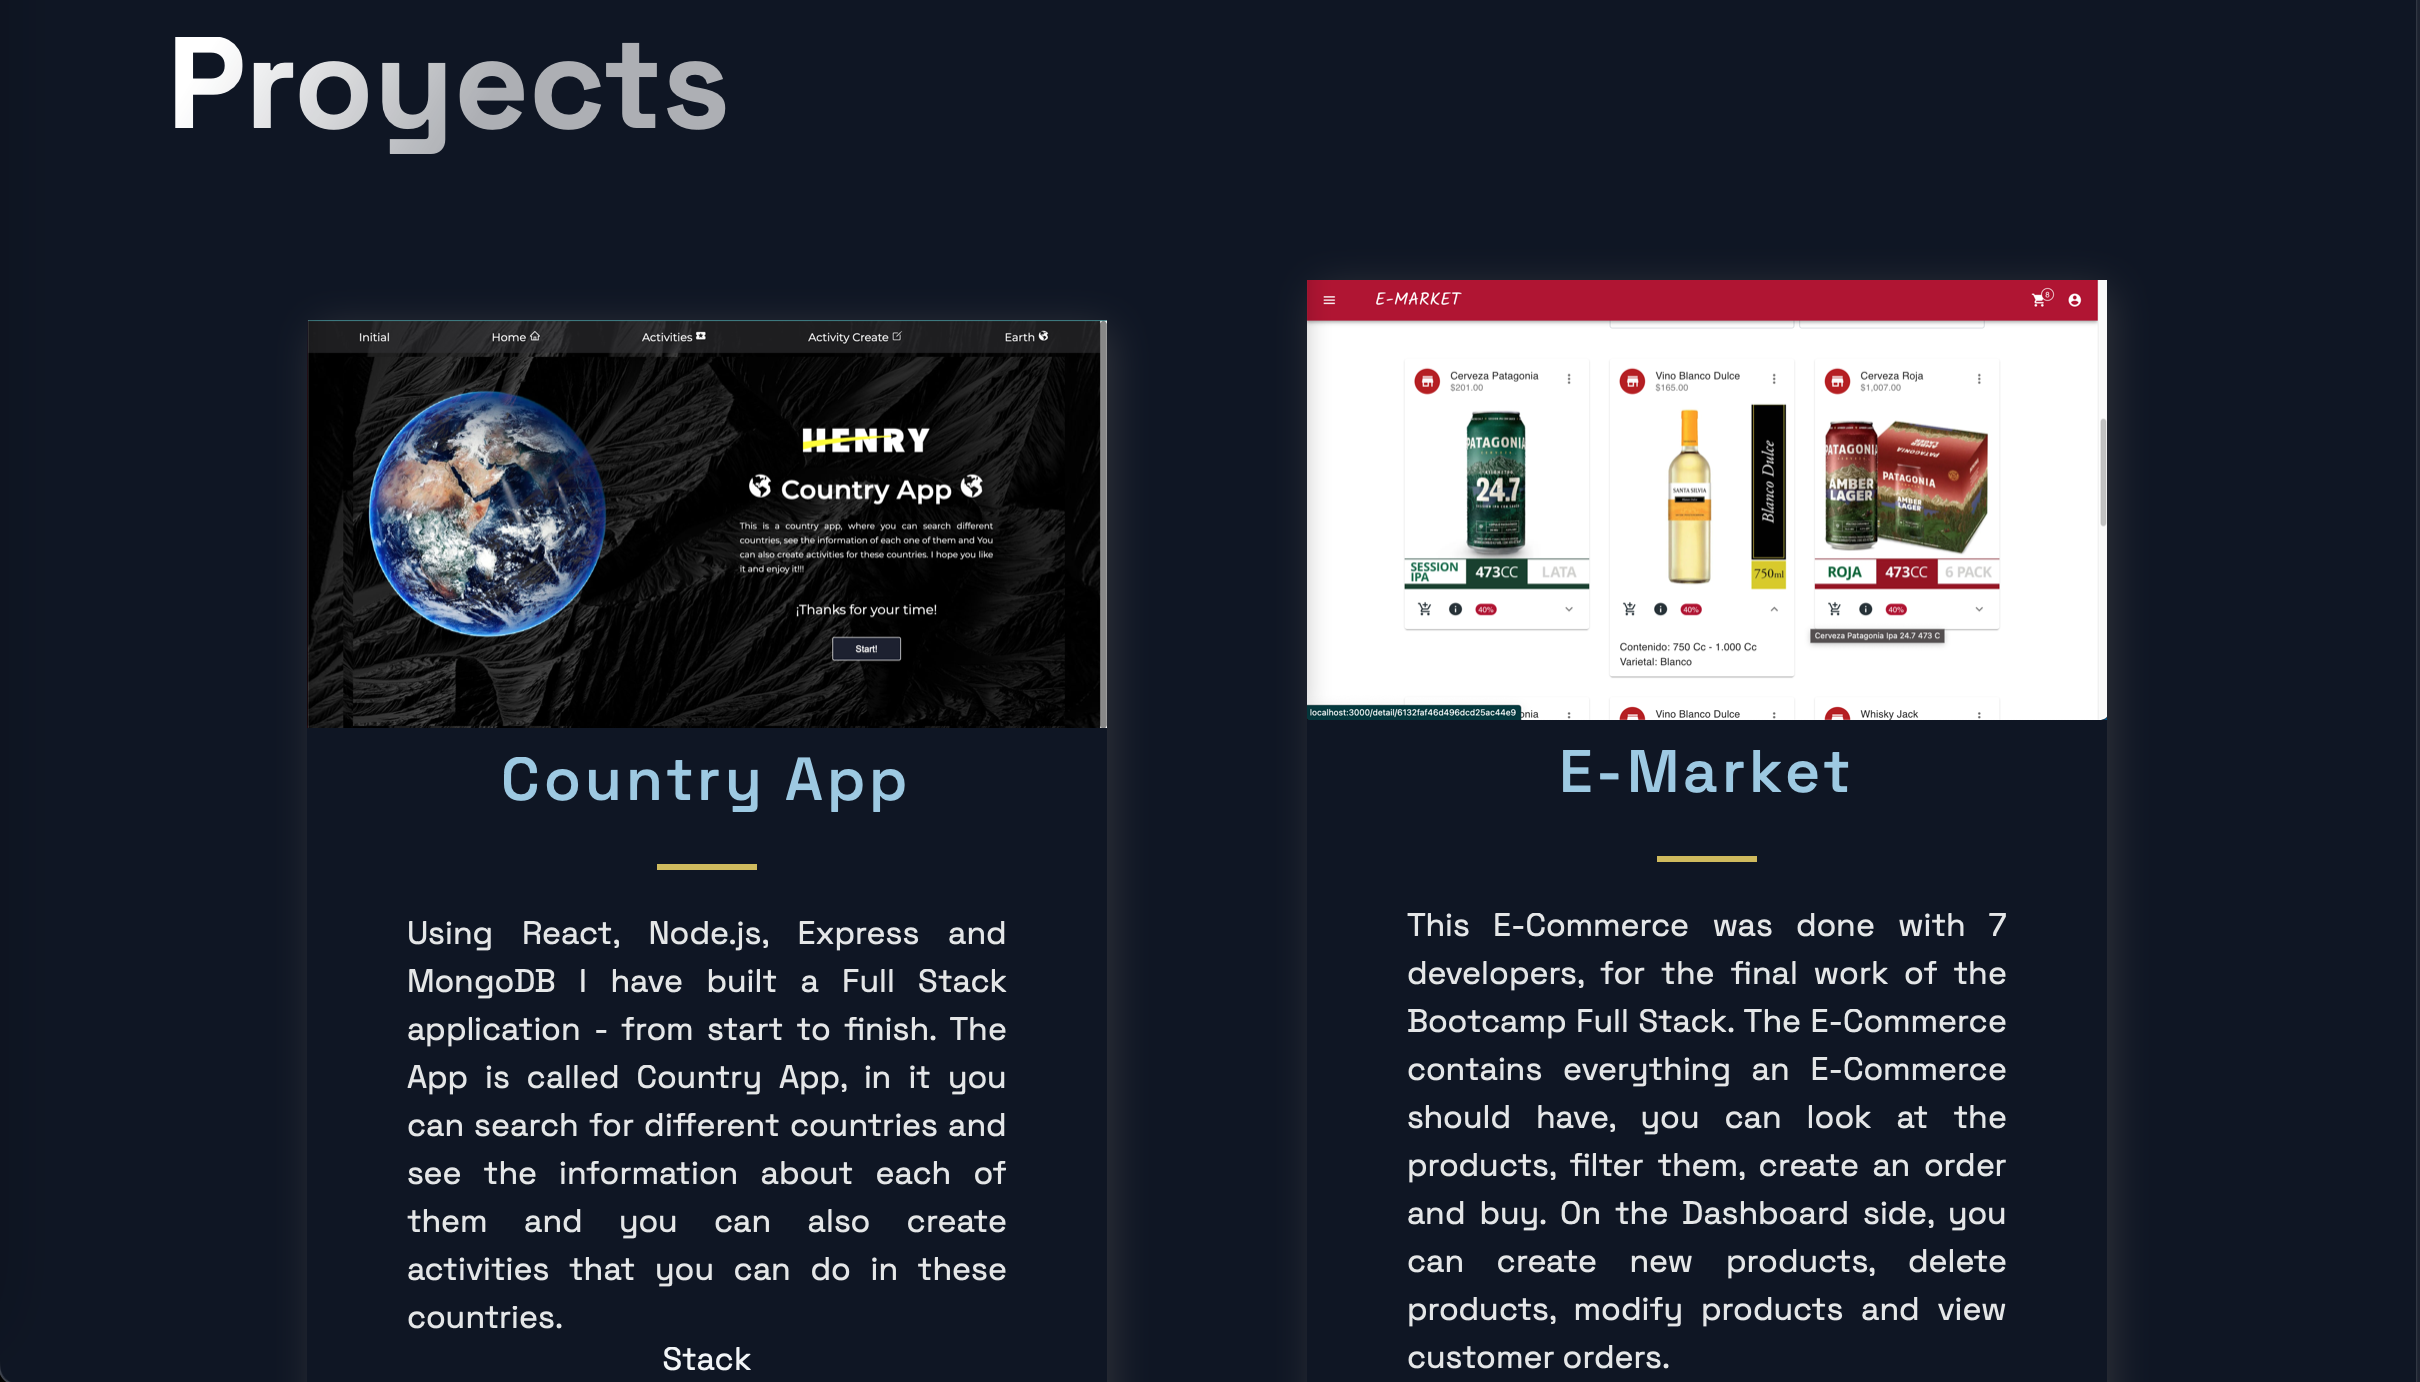 Proyects
Initial
Home
Activities
Activity Create
Earth
HENRY
Country App
This is a country app, where you can search different
countries, see the information of each one of them and You
can also create activities for these countries. I hope you like
it and enjoy it!!!
¡Thanks for your time!
Start!
Country App
Using React, Node.js, Express and
MongoDB I have built a Full Stack
application - from start to finish. The
App is called Country App, in it you
can search for different countries and
see the information about each of
them and you can also create
activities that you can do in these
countries.
Stack
E-MARKET
8
Cerveza Patagonia
$201.00
PATAGONIA
24.7
SESSION
IPA
473CC
LATA
40%
Vino Blanco Dulce
$165.00
SANTA SILVIA
Blanco Dulce
750ml
40%
Contenido: 750 Cc - 1.000 Cc
Varietal: Blanco
Cerveza Roja
$1,007.00
PATAGONIA
AMBER
LAGER
PATAGONIA
AMBER
LAGER
ROJA
473CC
6 PACK
40%
Cerveza Patagonia Ipa 24.7 473 C
localhost:3000/detail/6132faf46d496dcd25ac44e9
onia
Vino Blanco Dulce
Whisky Jack
E-Market
This E-Commerce was done with 7
developers, for the final work of the
Bootcamp Full Stack. The E-Commerce
contains everything an E-Commerce
should have, you can look at the
products, filter them, create an order
and buy. On the Dashboard side, you
can create new products, delete
products, modify products and view
customer orders.